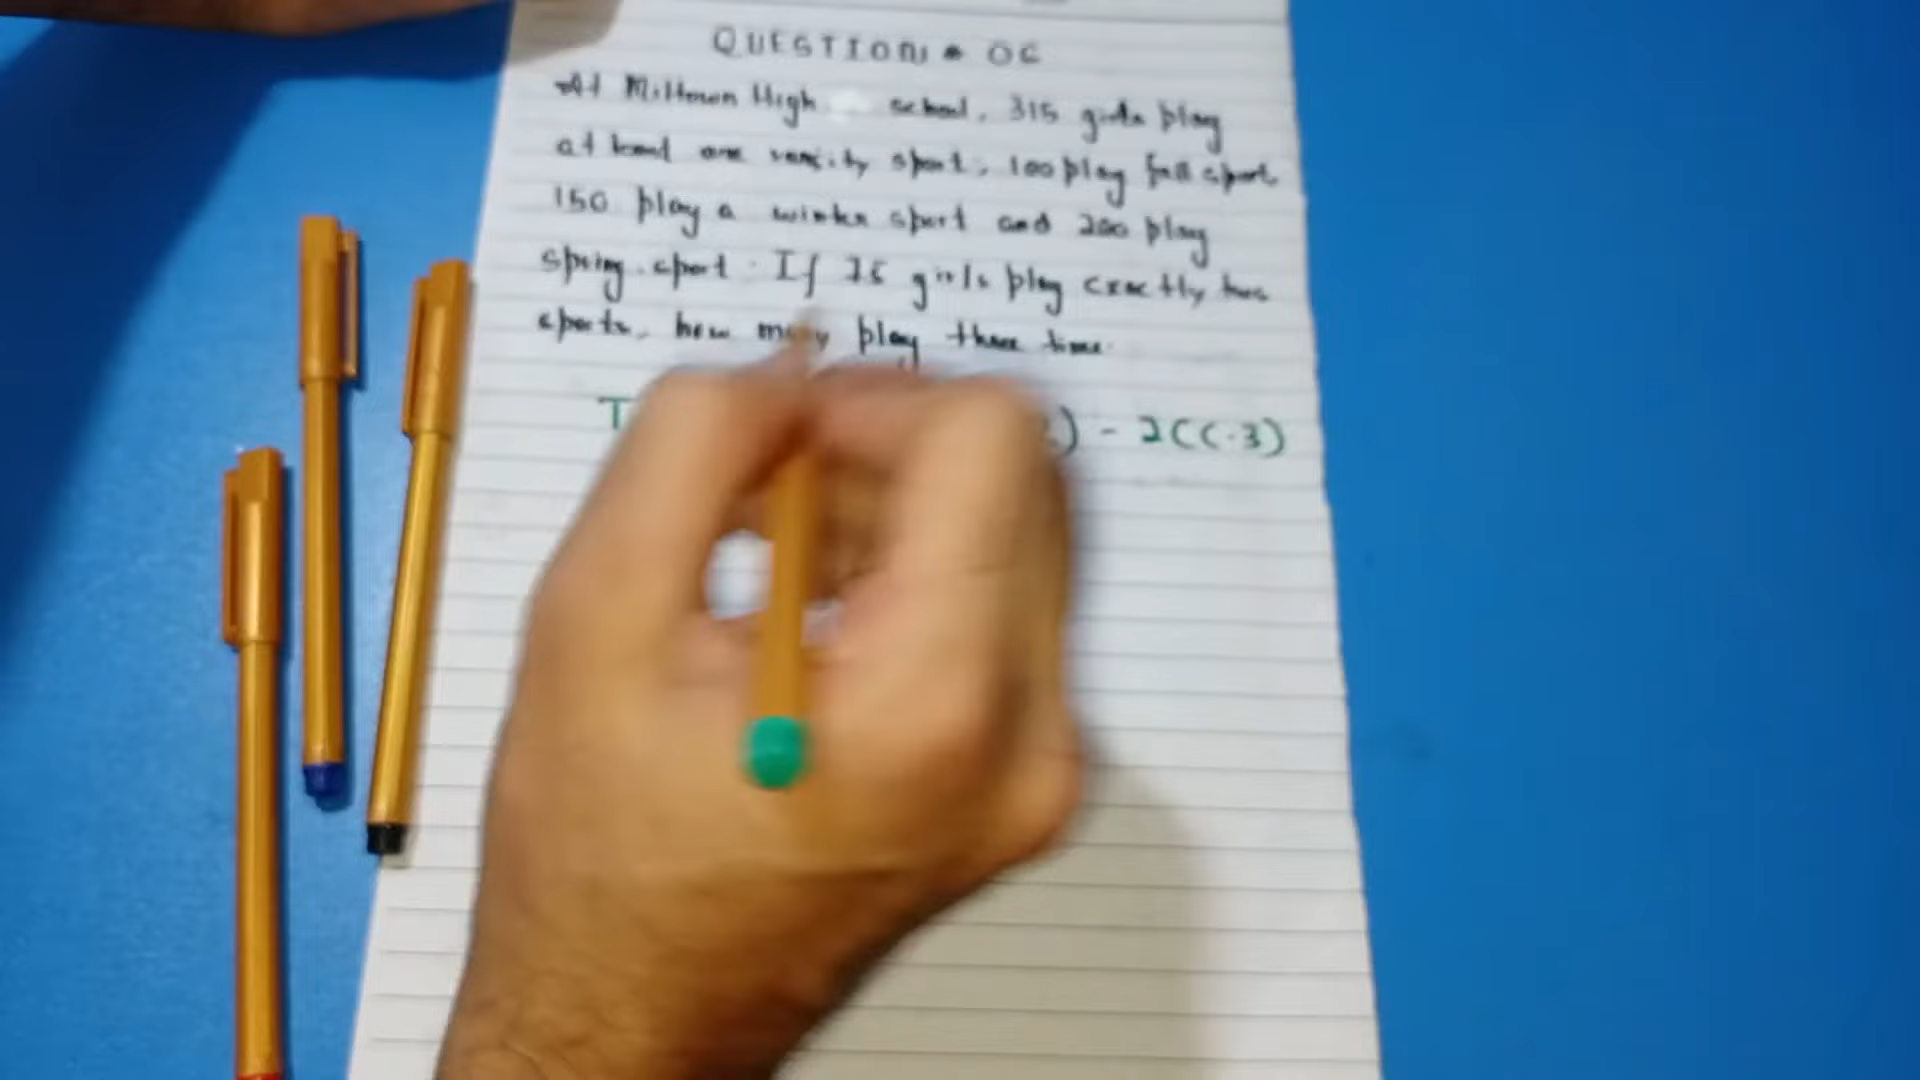 QUESTION 06
At Milltown High school, 315 girls play
at least one varsity sport, 100 play fall sport
150 play a winter sport and 200 play
spring sport. If 75 girls play exactly two
sports, how many play three time.
T ) - 2(C.3)